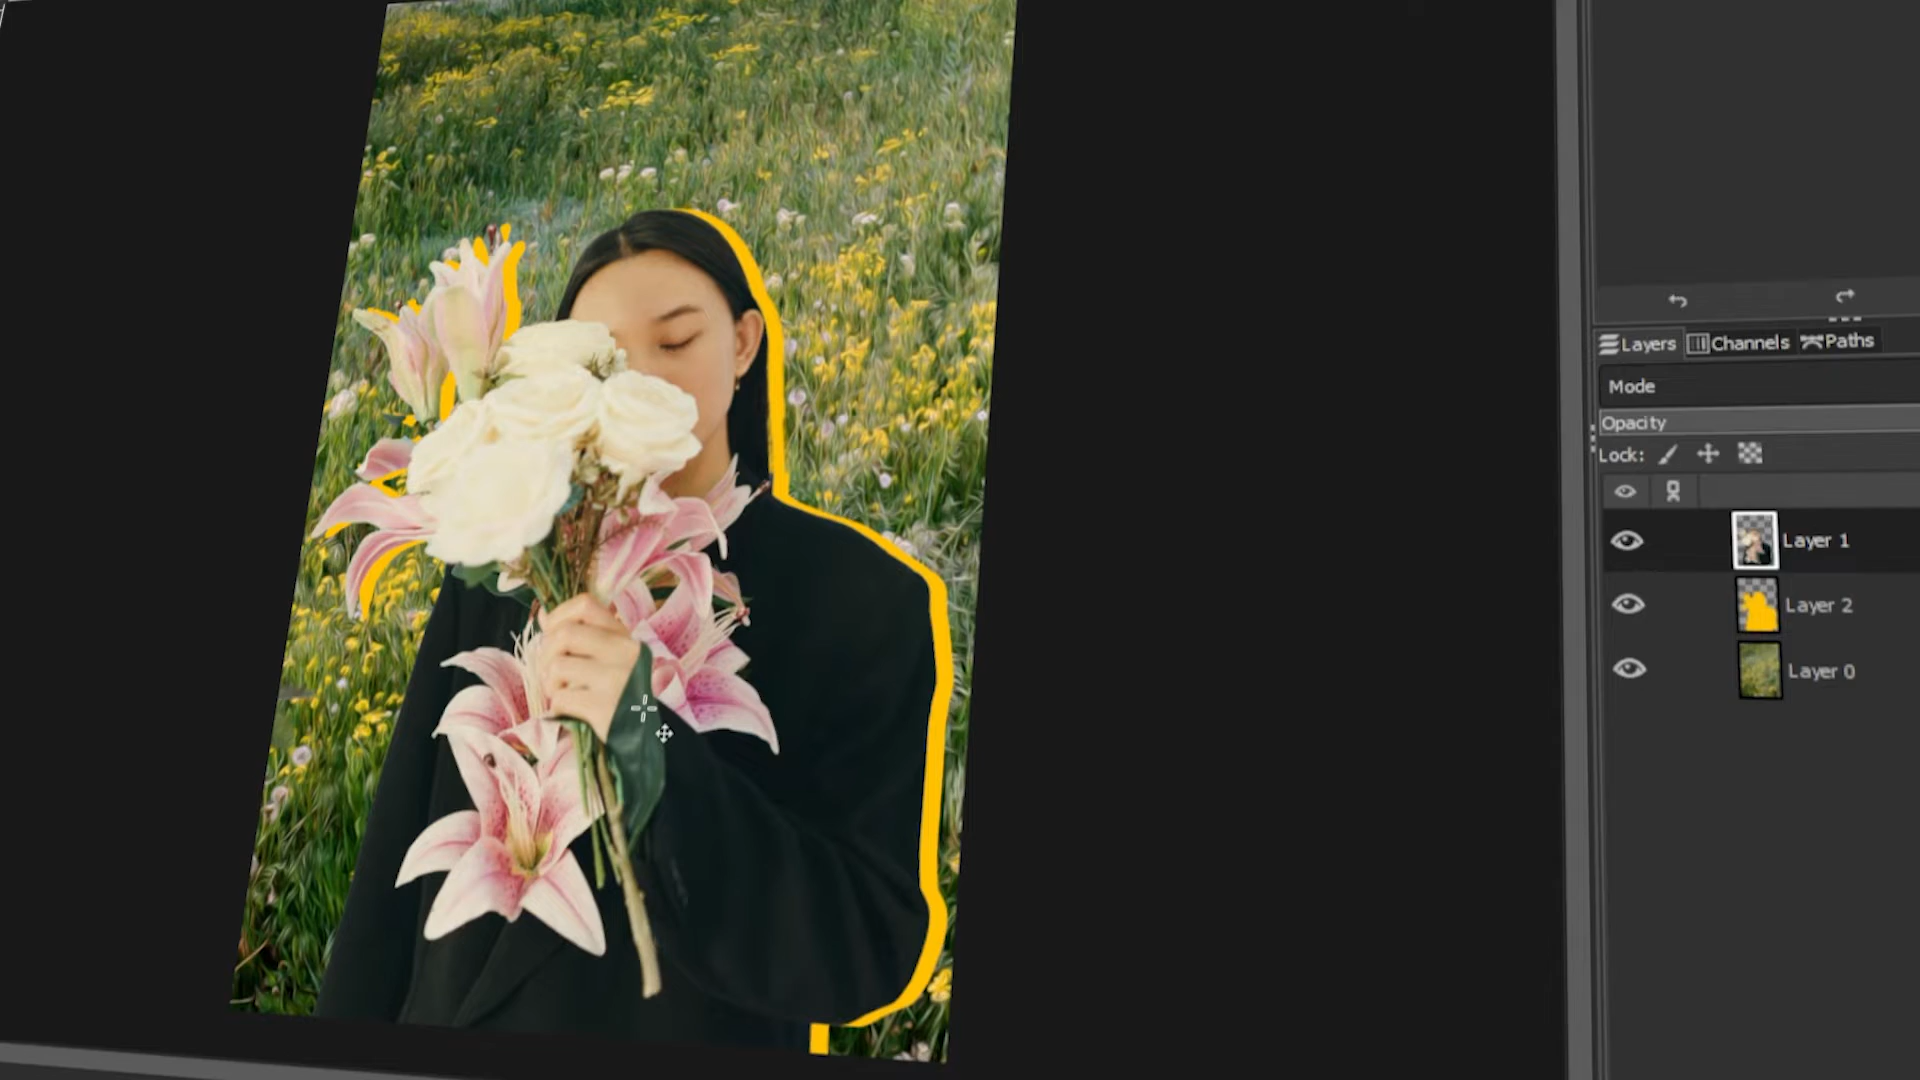 Layers Channels Paths
Mode
Opacity
Lock:
Layer 1
Layer 2
Layer 0